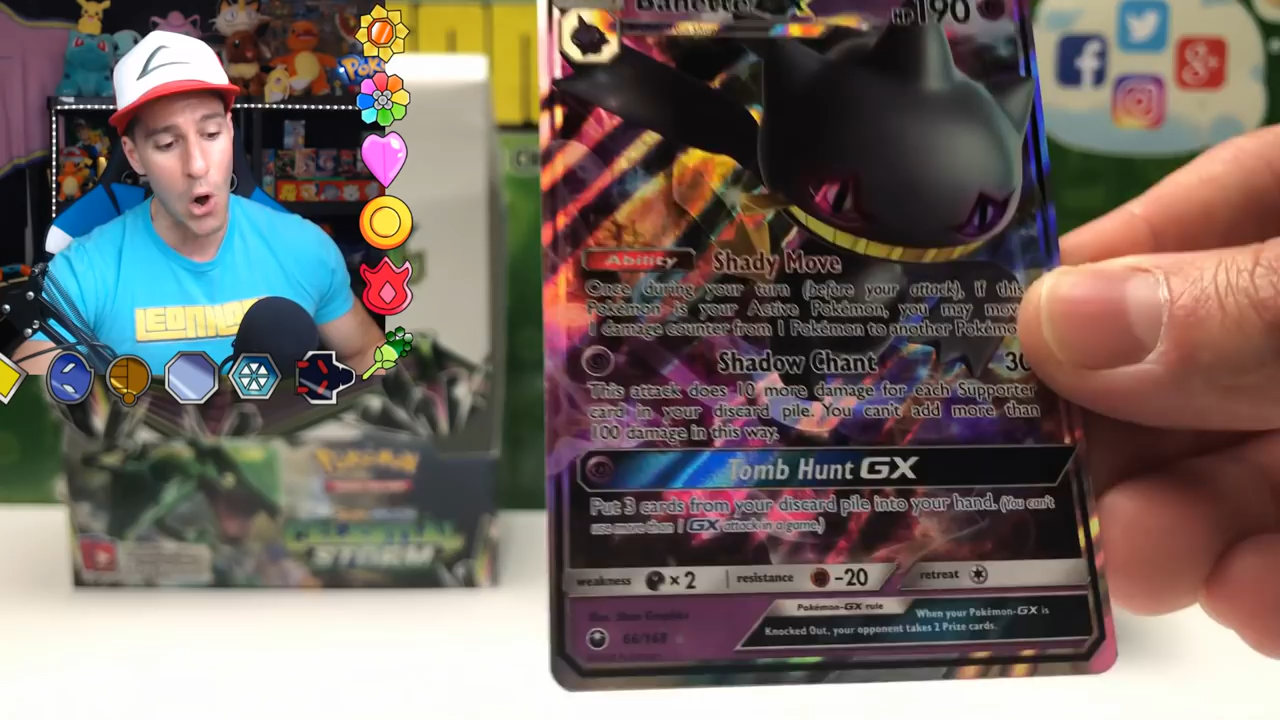 Banette
HP190
Ability Shady Move
Once during your turn (before your attack), if this
Pokémon is your Active Pokémon, you may
1 damage counter from 1 Pokémon to another
Shadow Chant 30
This attack does 10 more damage for each Supporter
card in your discard pile. You can't add more than
100 damage in this way.
Tomb Hunt GX
Put 3 cards from your discard pile into your hand. (You can't
use more than 1 GX attack in a game.)
weakness ×2 resistance -20 retreat
Pokémon-GX rule When your Pokémon-GX is
Knocked Out, your opponent takes 2 Prize cards.
66/168
Pokémon
STORM